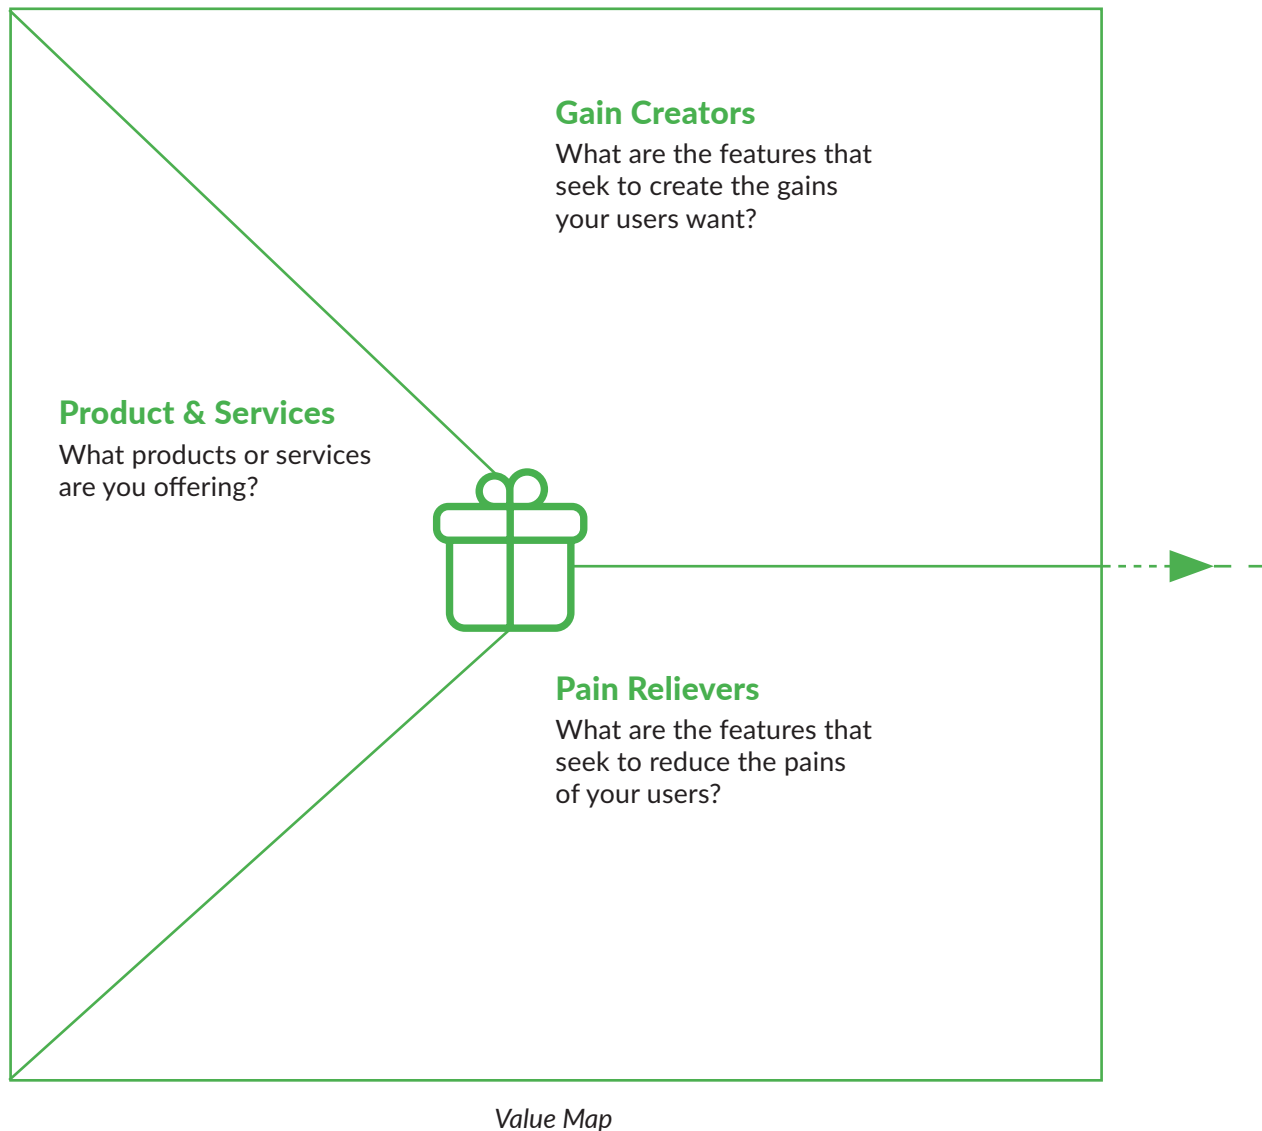 Gain Creators
What are the features that
seek to create the gains
your users want?
Product & Services
What products or services
are you offering?
Pain Relievers
What are the features that
seek to reduce the pains
of your users?
Value Map